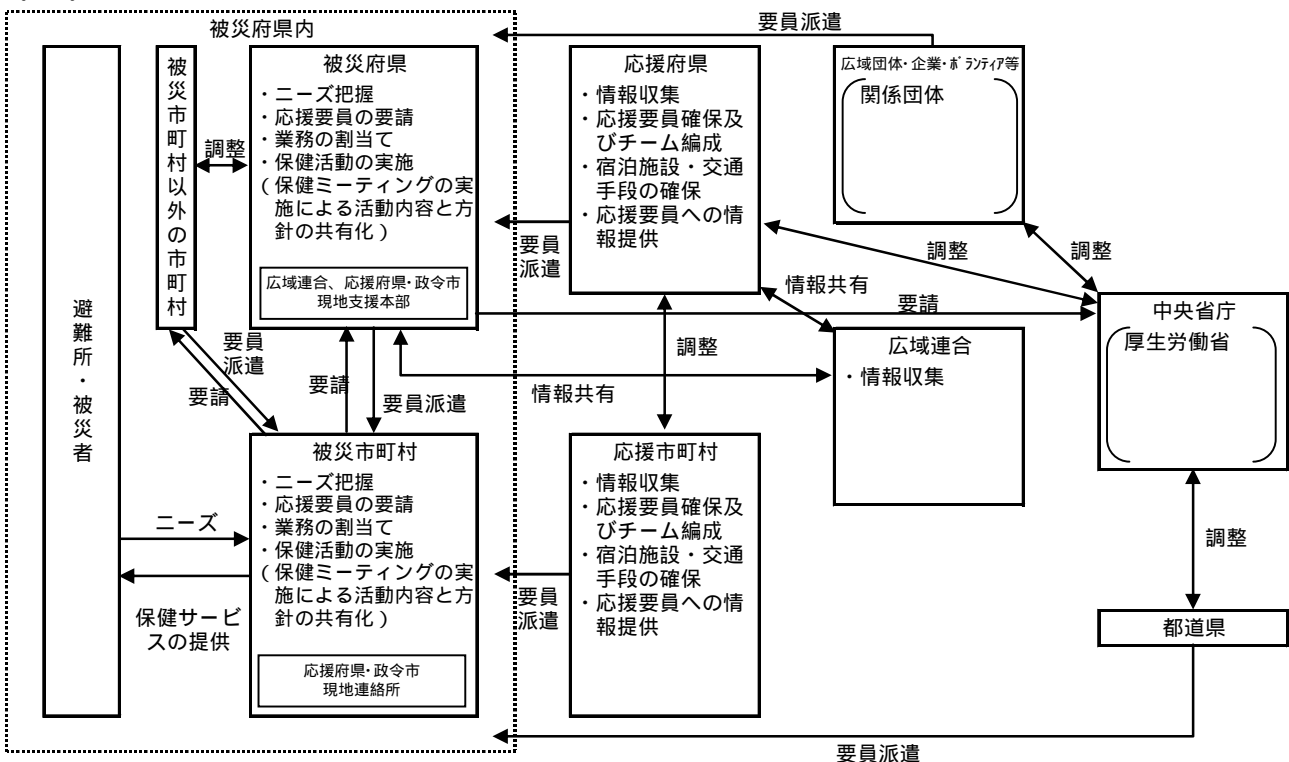 被災府県内
避難所・被災者
被災市町村以外の市町村
調整
被災府県
・ニーズ把握
・応援要員の要請
・業務の割当て
・保健活動の実施
(保健ミーティングの実
施による活動内容と方
針の共有化)
広域連合、応援府県・政令市
現地支援本部
要員派遣
応援府県
・情報収集
・応援要員確保及
びチーム編成
・宿泊施設・交通
手段の確保
・応援要員への情
報提供
要員
派遣
広域団体・企業・ボランティア等
関係団体
調整
調整
情報共有
要請
中央省庁
厚生労働省
広域連合
・情報収集
要員
派遣
要請
要請
要員派遣
情報共有
調整
被災市町村
・ニーズ把握
・応援要員の要請
・業務の割当て
・保健活動の実施
(保健ミーティングの実
施による活動内容と方
針の共有化)
応援府県・政令市
現地連絡所
ニーズ
保健サービ
スの提供
応援市町村
・情報収集
・応援要員確保及
びチーム編成
・宿泊施設・交通
手段の確保
・応援要員への情
報提供
要員
派遣
調整
都道県
要員派遣